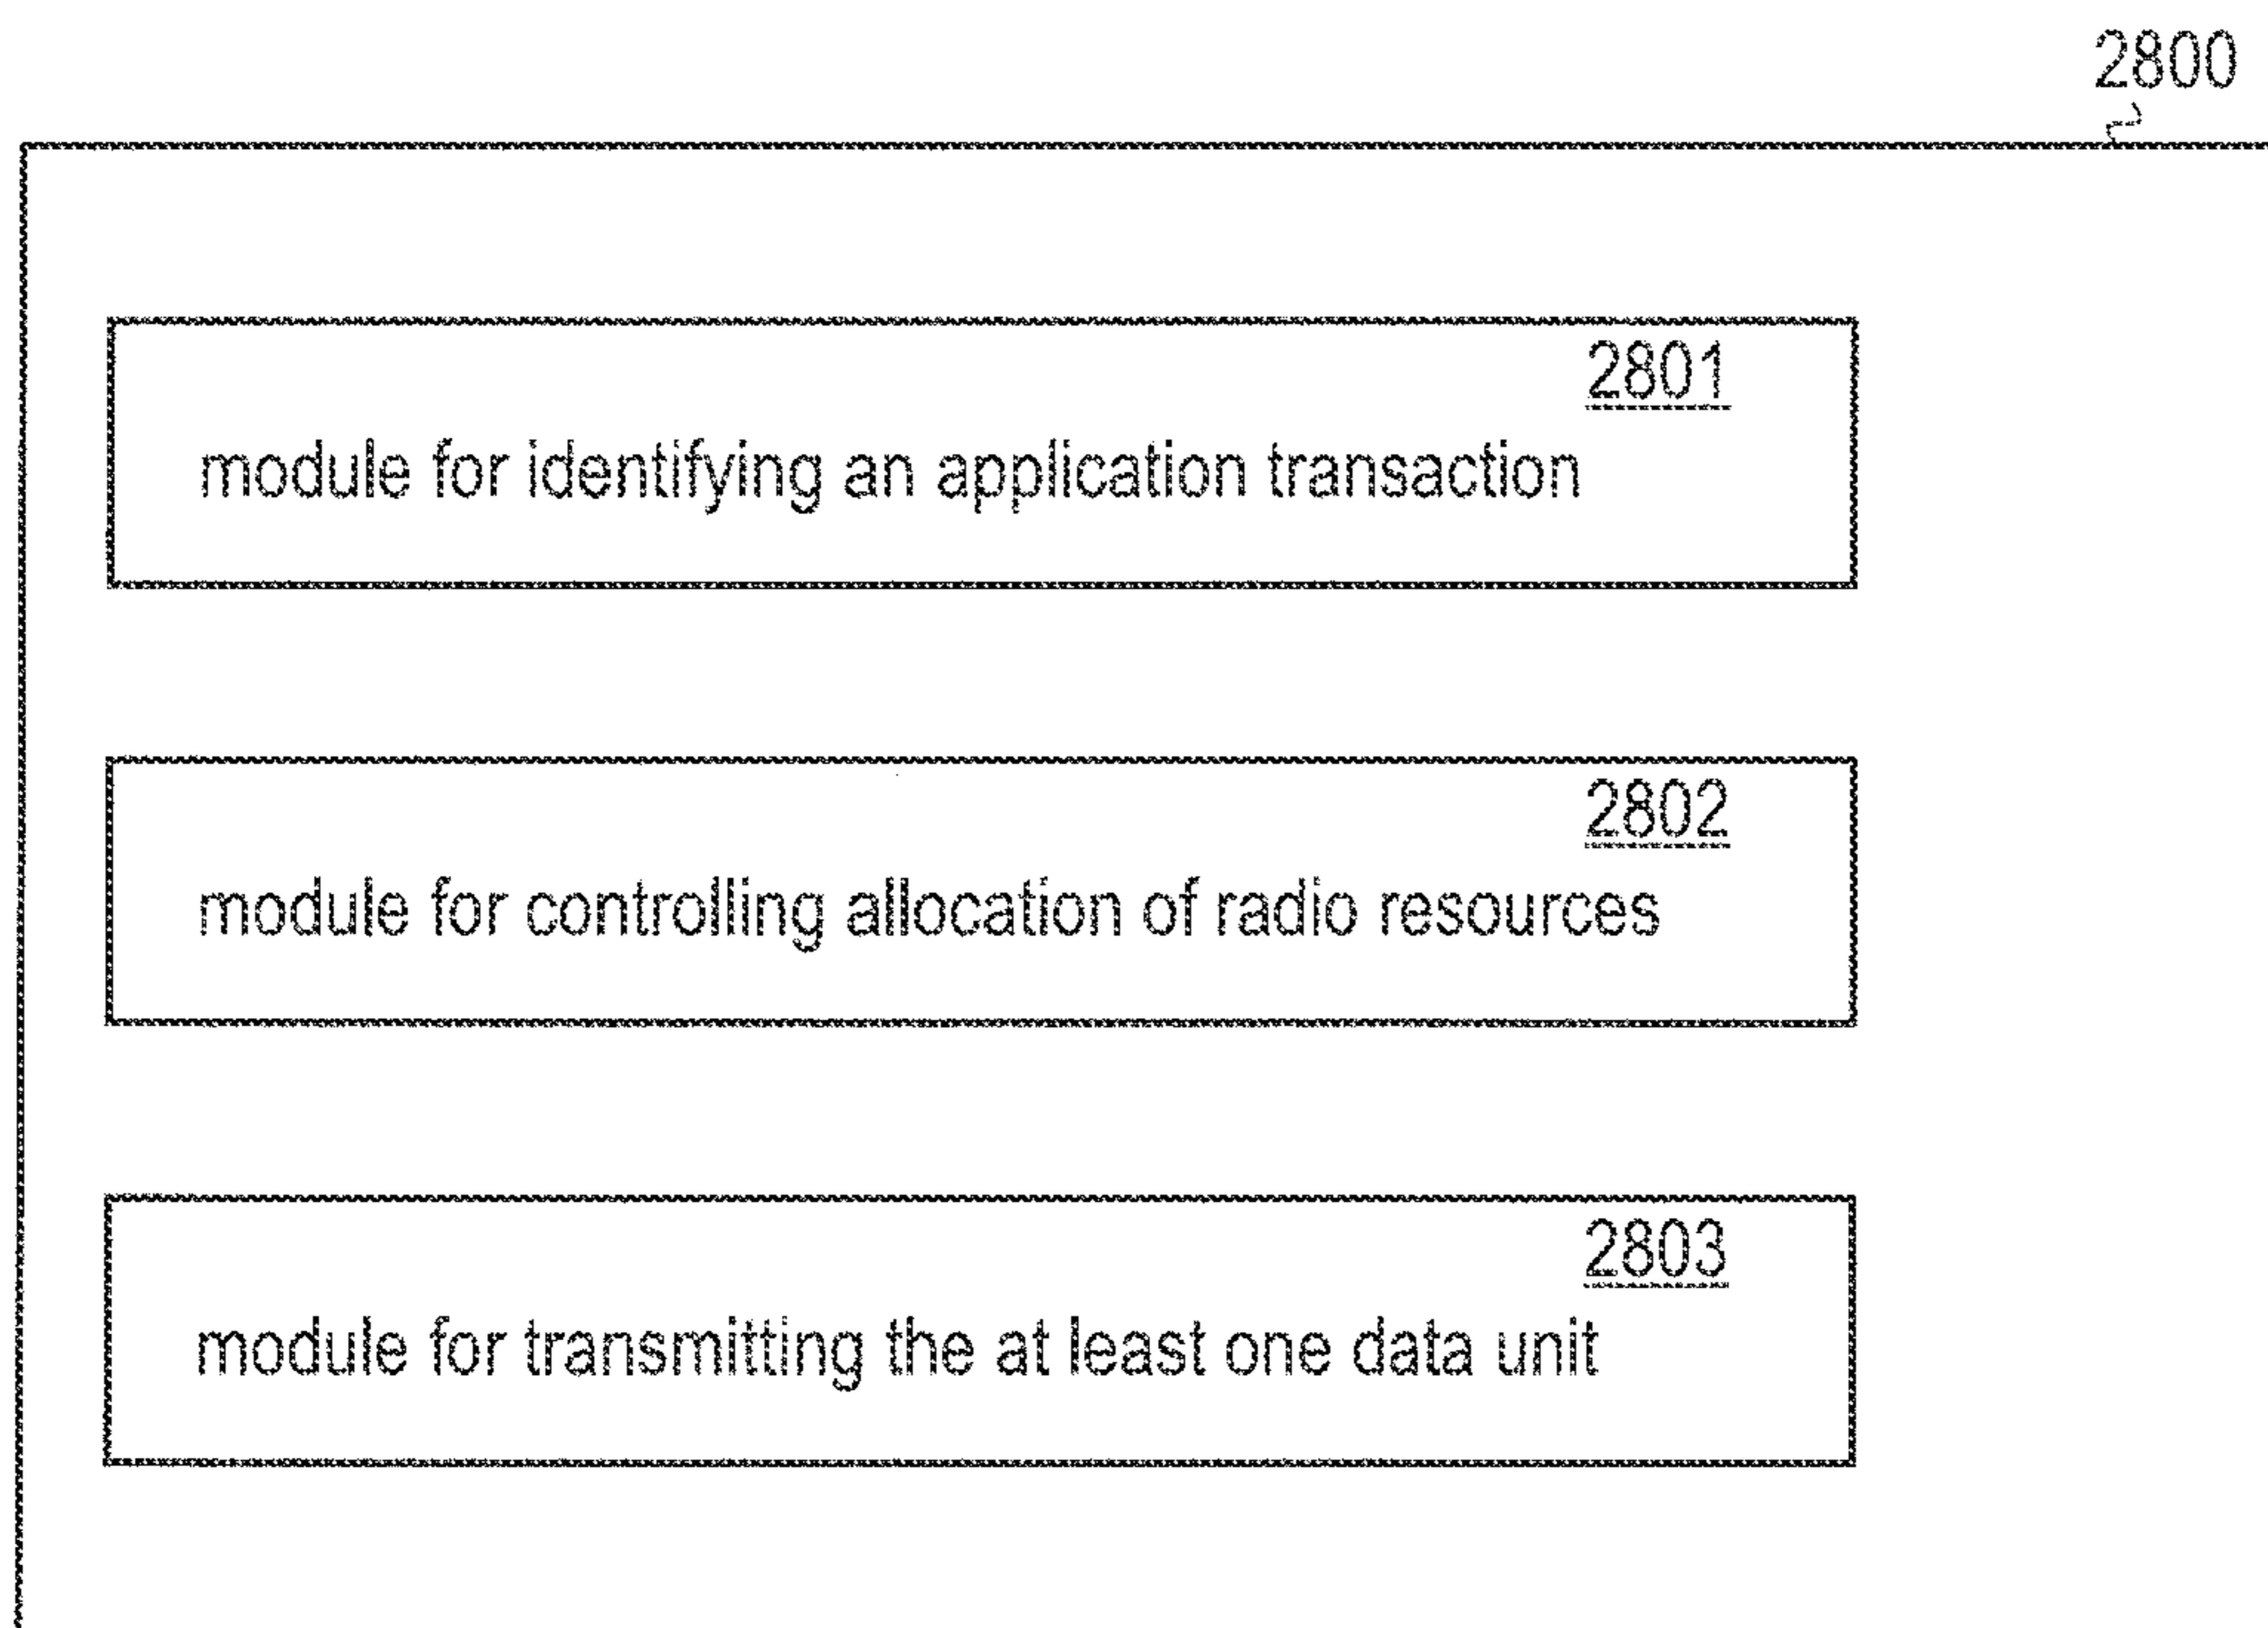 2800
2801
module for identifying an application transaction
2802
module for controlling allocation of radio resources
2803
module for transmitting the at least one data unit